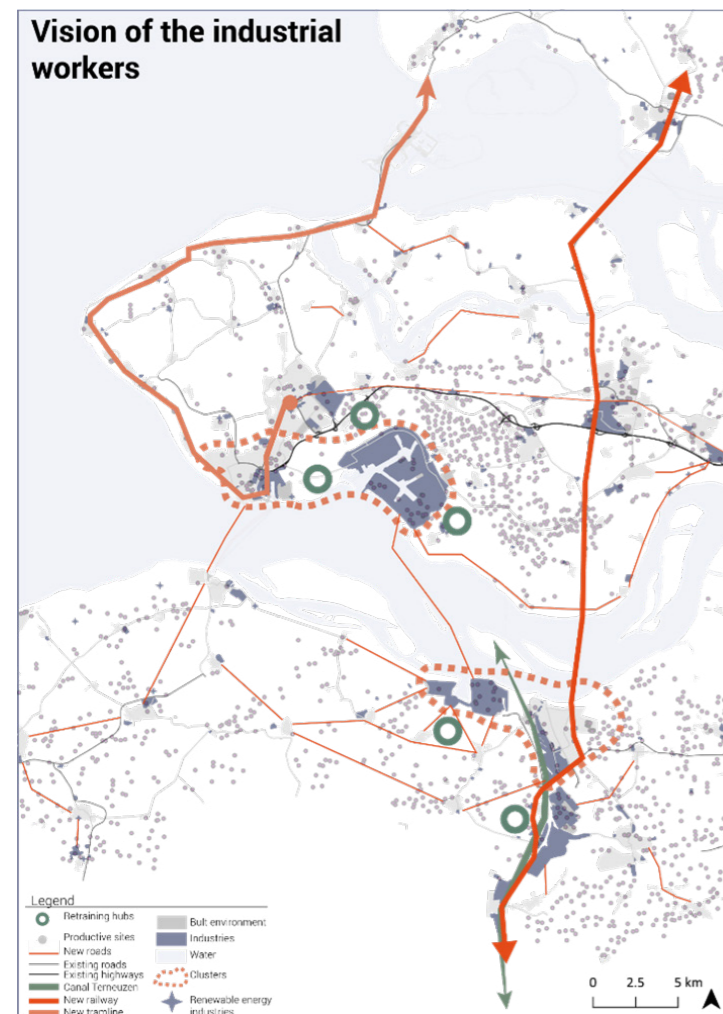 Vision of the industrial
workers
Legend
Retraining hubs
Productive sites
New roads
Existing roads
Existing highways
Canal Terneuzen
New railway
New tramline
Bult environment
Industries
Water
Clusters
Renewable energy
industries
0 2.5 5 km